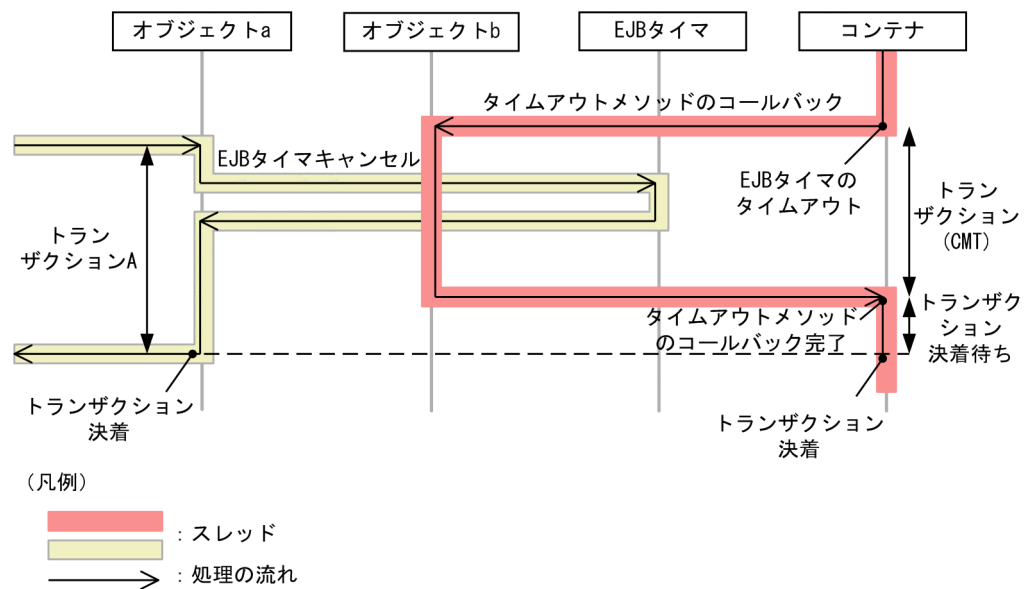 オブジェクトa
オブジェクトb
EJBタイマ
コンテナ
タイムアウトメソッドのコールバック
EJBタイマキャンセル
EJBタイマの
タイムアウト
トラン
ザクション
(CMT)
トラン
ザクションA
タイムアウトメソッド
のコールバック完了
トランザク
ション
決着待ち
トランザクション
決着
トランザクション
決着
(凡例)
:スレッド
:処理の流れ